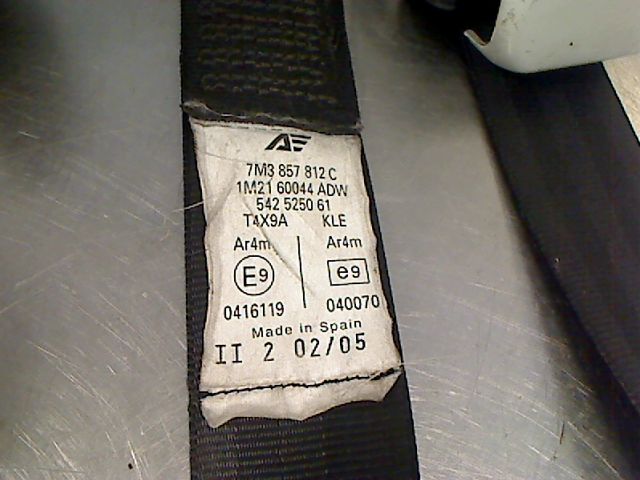 AE
7M3 857 812 C
1M21 60044 ADW
542 5250 61
T4X9A KLE
Ar4m Ar4m
E9 e9
0416119 040070
Made in Spain
II 2 02/05